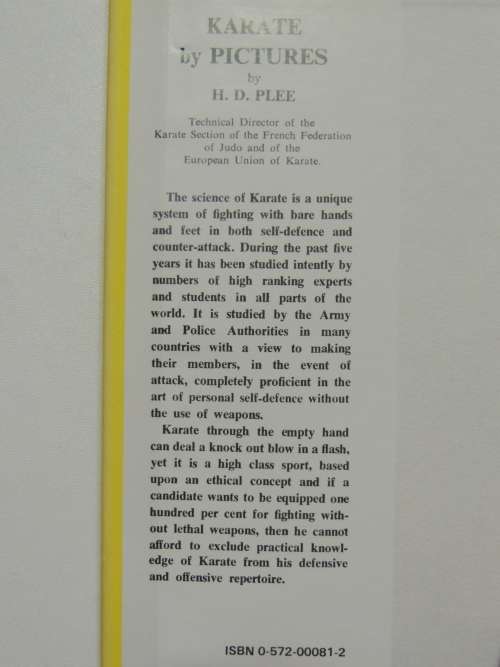 KARATE
by PICTURES
by
H. D. PLEE
Technical Director of the
Karate Section of the French Federation
of Judo and of the
European Union of Karate.
The science of Karate is a unique
system of fighting with bare hands
and feet in both self-defence and
counter-attack. During the past five
years it has been studied intently by
numbers of high ranking experts
and students in all parts of the
world. It is studied by the Army
and Police Authorities in many
countries with a view to making
their members, in the event of
attack, completely proficient in the
art of personal self-defence without
the use of weapons.
Karate through the empty hand
can deal a knock out blow in a flash,
yet it is a high class sport, based
upon an ethical concept and if a
candidate wants to be equipped one
hundred per cent for fighting with-
out lethal weapons, then he cannot
afford to exclude practical knowl-
edge of Karate from his defensive
and offensive repertoire.
ISBN 0-572-00081-2